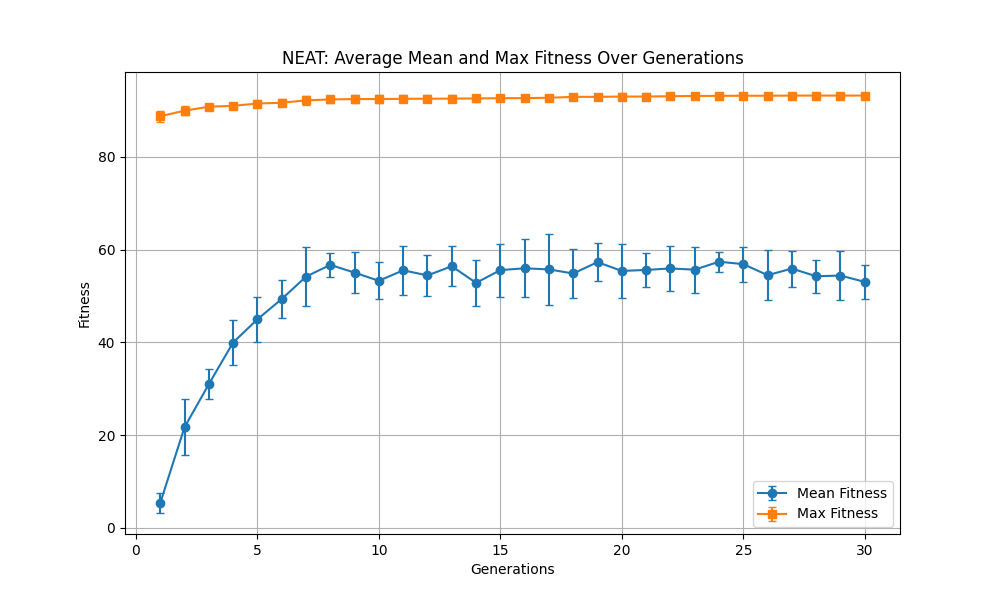 NEAT: Average Mean and Max Fitness Over Generations
Fitness
80
60
40
20
0
0 5 10 15 20 25 30
Generations
Mean Fitness
Max Fitness